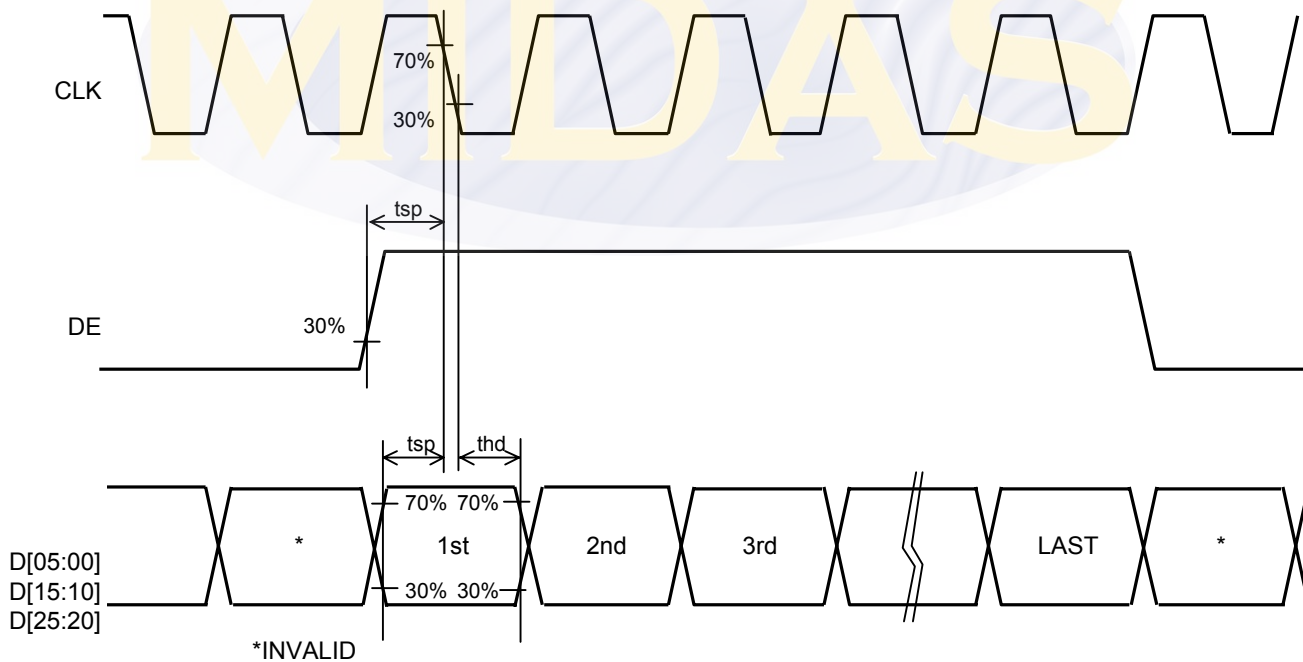 MIDAS
70%
CLK
30%
tsp
30%
DE
tsp thd
70% 70%
* 1st 2nd 3rd LAST *
D[05:00]
30% 30%
D[15:10]
D[25:20]
*INVALID